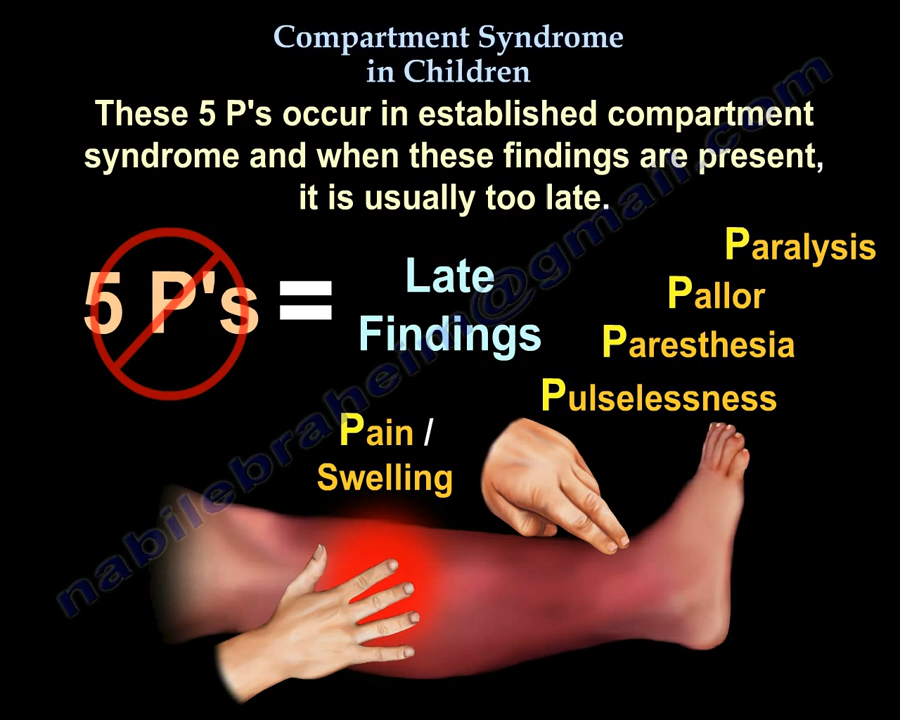 Compartment Syndrome
in Children
These 5 P's occur in established compartment
syndrome and when these findings are present,
it is usually too late.
5 P's =
Late
Findings
Paralysis
Pallor
Paresthesia
Pulselessness
Pain /
Swelling
nabilebraheim@gmail.com